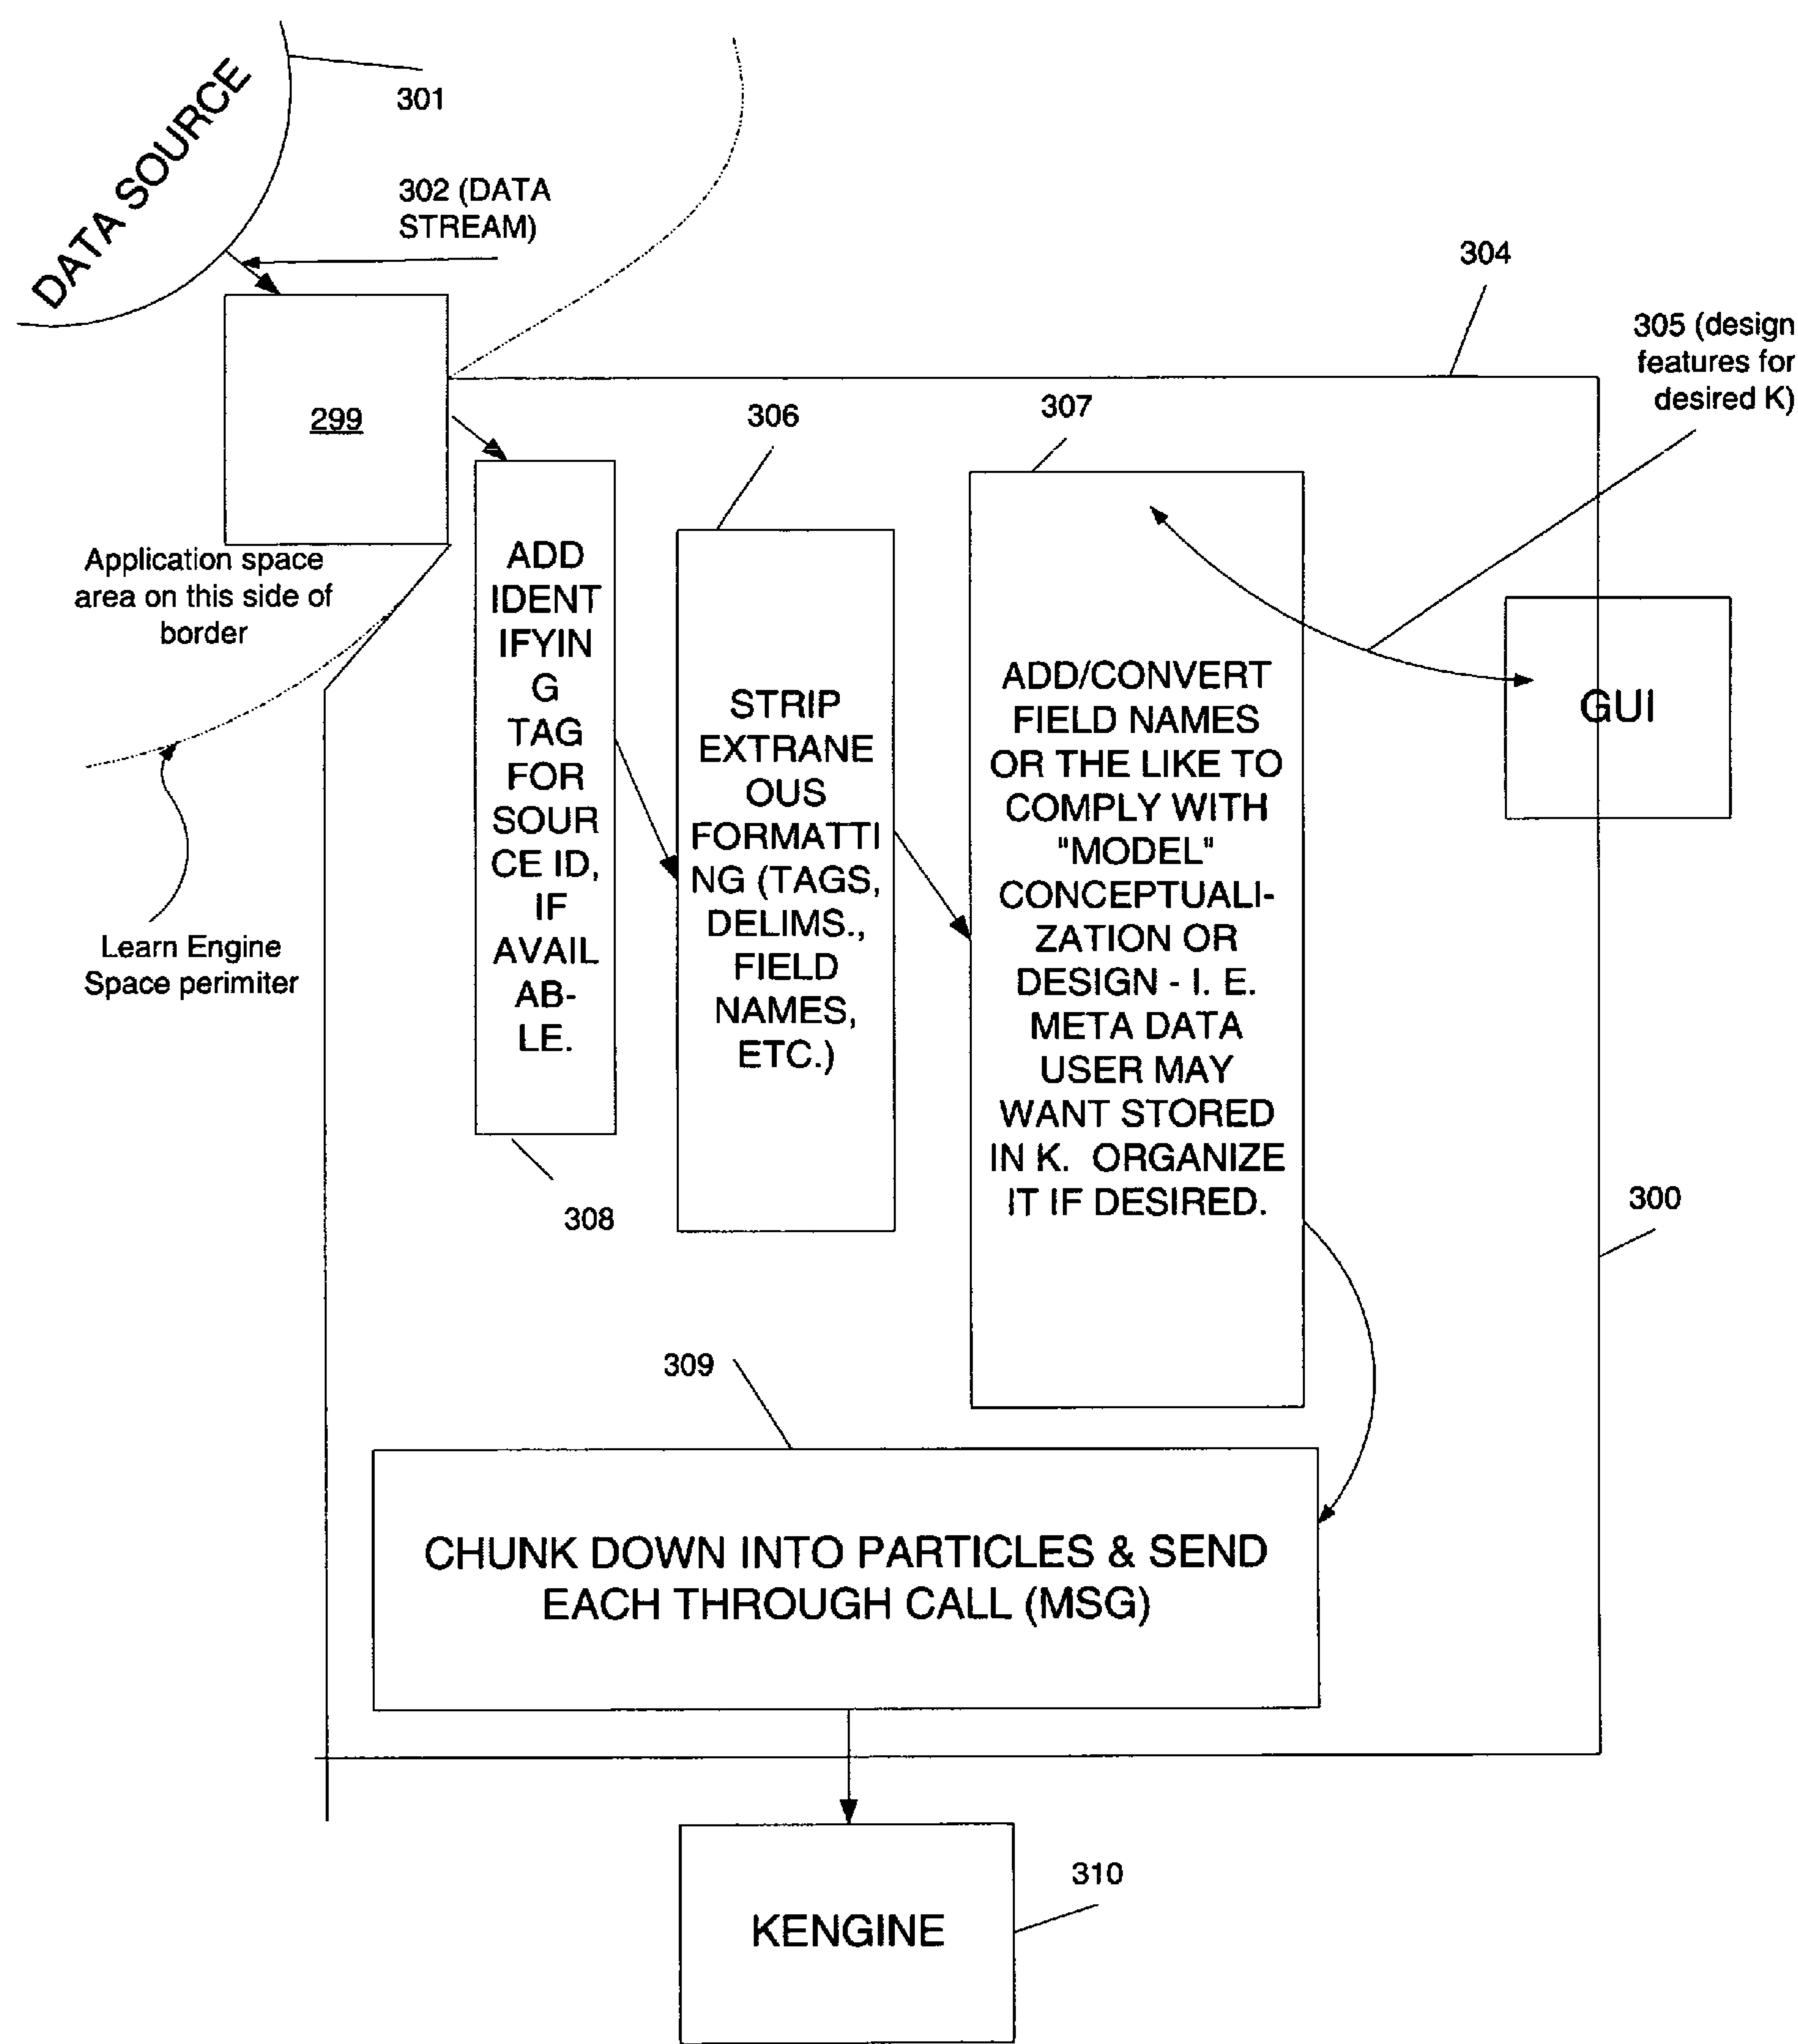 DATA SOURCE
301
302 (DATA
STREAM)
304
305 (design
features for
desired K)
299
306
307
Application space
area on this side of
border
ADD
IDENT
IFYIN
G
TAG
FOR
SOUR
CE ID,
IF
AVAIL
AB-
LE.
STRIP
EXTRANE
OUS
FORMATTI
NG (TAGS,
DELIMS.,
FIELD
NAMES,
ETC.)
ADD/CONVERT
FIELD NAMES
OR THE LIKE TO
COMPLY WITH
"MODEL"
CONCEPTUALI-
ZATION OR
DESIGN - I. E.
META DATA
USER MAY
WANT STORED
IN K.  ORGANIZE
IT IF DESIRED.
GUI
Learn Engine
Space perimiter
308
300
309
CHUNK DOWN INTO PARTICLES & SEND
EACH THROUGH CALL (MSG)
310
KENGINE